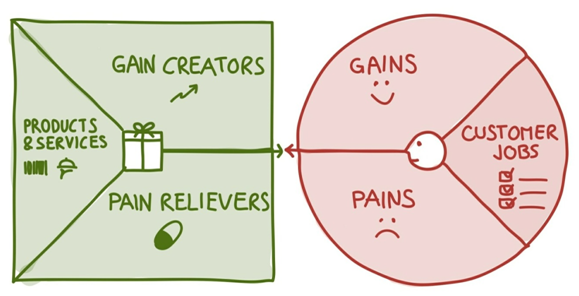 GAIN CREATORS
PRODUCTS
& SERVICES
PAIN RELIEVERS
GAINS
CUSTOMER
JOBS
PAINS